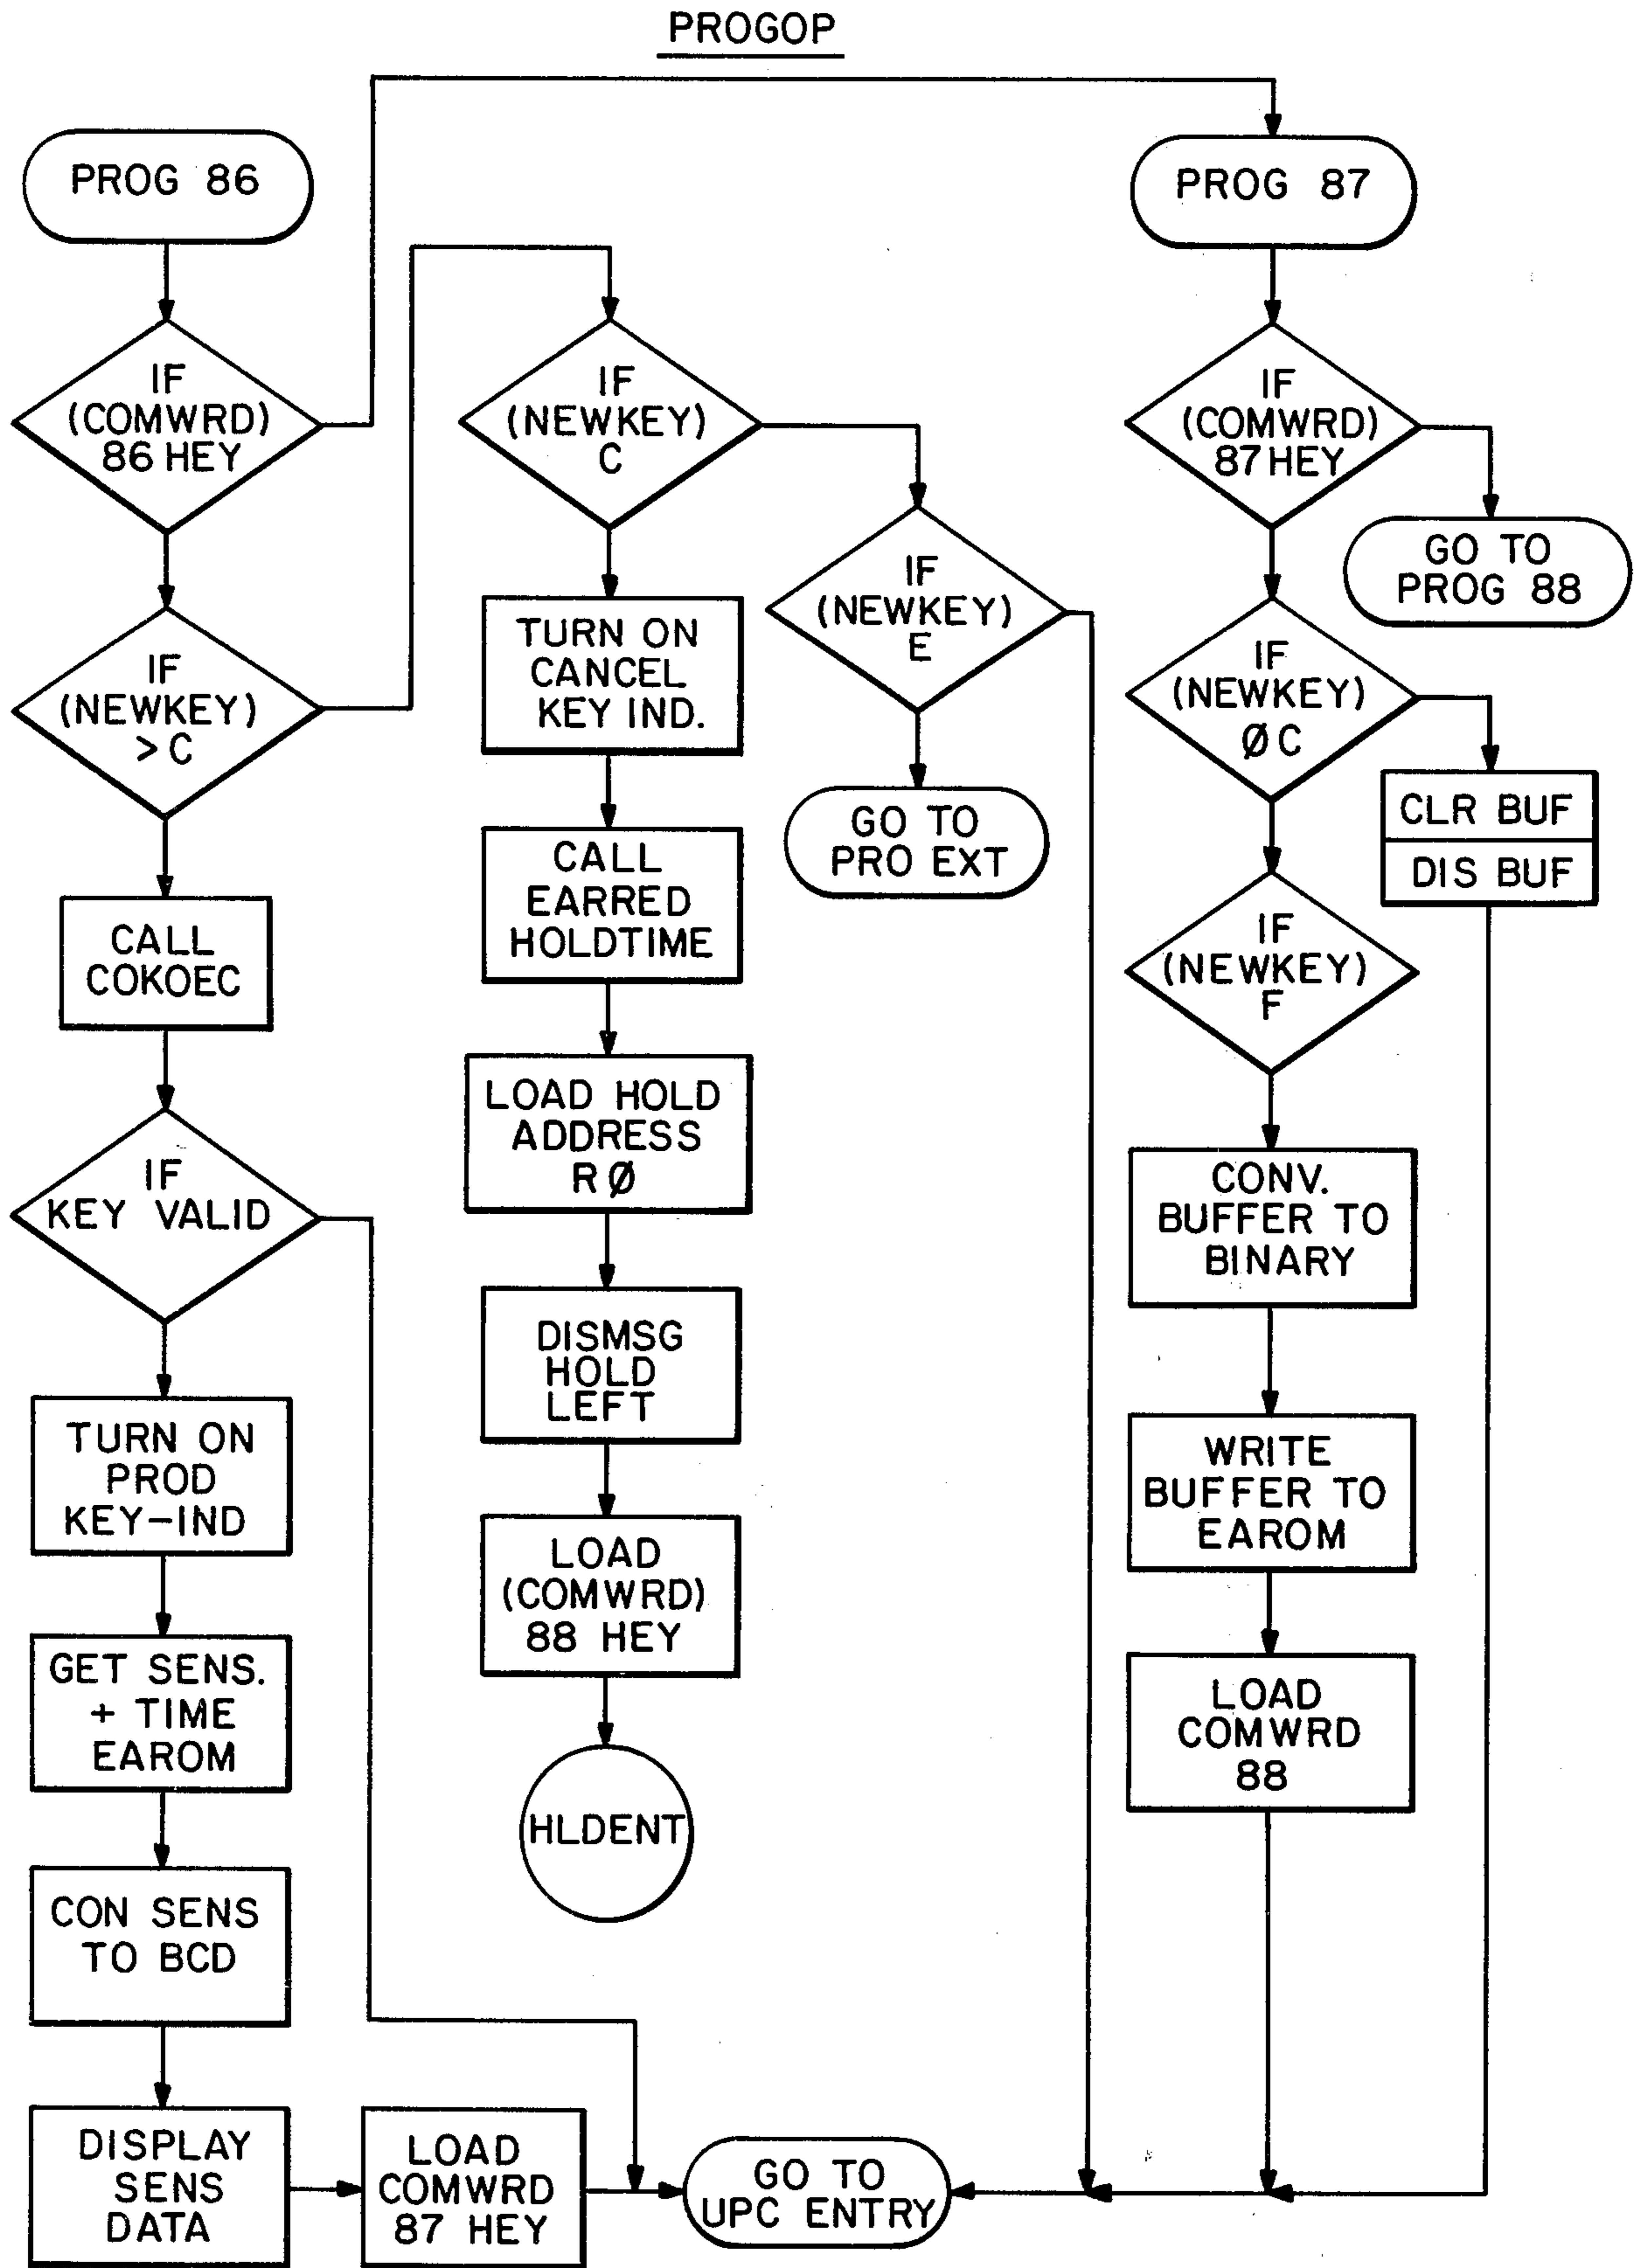 PROGOP
PROG 86
IF
(COMWRD)
86 HEY
IF
(NEWKEY)
> C
CALL
COKOEC
IF
KEY VALID
TURN ON
PROD
KEY-IND
GET SENS.
+ TIME
EAROM
CON SENS
TO BCD
DISPLAY
SENS
DATA
LOAD
COMWRD
87 HEY
GO TO
UPC ENTRY
IF
(NEWKEY)
C
TURN ON
CANCEL
KEY IND.
CALL
EARRED
HOLDTIME
LOAD HOLD
ADDRESS
R Ø
DISMSG
HOLD
LEFT
LOAD
(COMWRD)
88 HEY
HLDENT
IF
(NEWKEY)
E
GO TO
PRO EXT
PROG 87
IF
(COMWRD)
87 HEY
GO TO
PROG 88
IF
(NEWKEY)
Ø C
CLR BUF
DIS BUF
IF
(NEWKEY)
F
CONV.
BUFFER TO
BINARY
WRITE
BUFFER TO
EAROM
LOAD
COMWRD
88